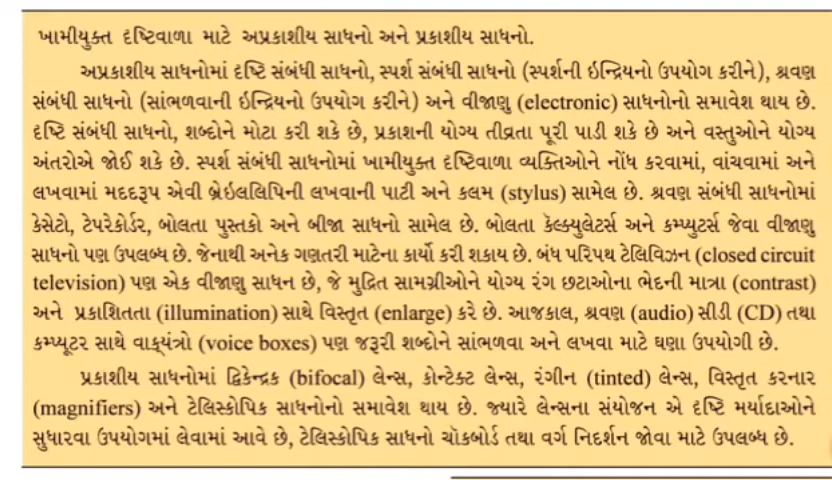 ખામીયુક્ત દૃષ્ટિવાળા માટે અપ્રકાશીય સાધનો અને પ્રકાશીય સાધનો.
અપ્રકાશીય સાધનોમાં દૃષ્ટિ સંબંધી સાધનો, સ્પર્શ સંબંધી સાધનો (સ્પર્શની ઇન્દ્રિયનો ઉપયોગ કરીને), શ્રવણ
સંબંધી સાધનો (સાંભળવાની ઇન્દ્રિયનો ઉપયોગ કરીને) અને વીજાણુ (electronic) સાધનોનો સમાવેશ થાય છે.
દૃષ્ટિ સંબંધી સાધનો, શબ્દોને મોટા કરી શકે છે, પ્રકાશની યોગ્ય તીવ્રતા પૂરી પાડી શકે છે અને વસ્તુઓને યોગ્ય
અંતરોએ જોઈ શકે છે. સ્પર્શ સંબંધી સાધનોમાં ખામીયુક્ત દૃષ્ટિવાળા વ્યક્તિઓને નોંધ કરવામાં, વાંચવામાં અને
લખવામાં મદદરૂપ એવી બ્રેઇલલિપિની લખવાની પાટી અને કલમ (stylus) સામેલ છે. શ્રવણ સંબંધી સાધનોમાં
કેસેટો, ટેપરેકોર્ડર, બોલતા પુસ્તકો અને બીજા સાધનો સામેલ છે. બોલતા કૅલ્ક્યુલેટર્સ અને કમ્પ્યુટર્સ જેવા વીજાણુ
સાધનો પણ ઉપલબ્ધ છે. જેનાથી અનેક ગણતરી માટેના કાર્યો કરી શકાય છે. બંધ પરિપથ ટેલિવિઝન (closed circuit
television) પણ એક વીજાણુ સાધન છે, જે મુદ્રિત સામગ્રીઓને યોગ્ય રંગ છટાઓના ભેદની માત્રા (contrast)
અને પ્રકાશિતતા (illumination) સાથે વિસ્તૃત (enlarge) કરે છે. આજકાલ, શ્રવણ (audio) સીડી (CD) તથા
કમ્પ્યૂટર સાથે વાક્‌યંત્રો (voice boxes) પણ જરૂરી શબ્દોને સાંભળવા અને લખવા માટે ઘણા ઉપયોગી છે.
પ્રકાશીય સાધનોમાં દ્વિકેન્દ્રક (bifocal) લેન્સ, કોન્ટેક્ટ લેન્સ, રંગીન (tinted) લેન્સ, વિસ્તૃત કરનાર
(magnifiers) અને ટેલિસ્કોપિક સાધનોનો સમાવેશ થાય છે. જ્યારે લેન્સના સંયોજન એ દૃષ્ટિ મર્યાદાઓને
સુધારવા ઉપયોગમાં લેવામાં આવે છે, ટેલિસ્કોપિક સાધનો ચૉકબોર્ડ તથા વર્ગ નિદર્શન જોવા માટે ઉપલબ્ધ છે.